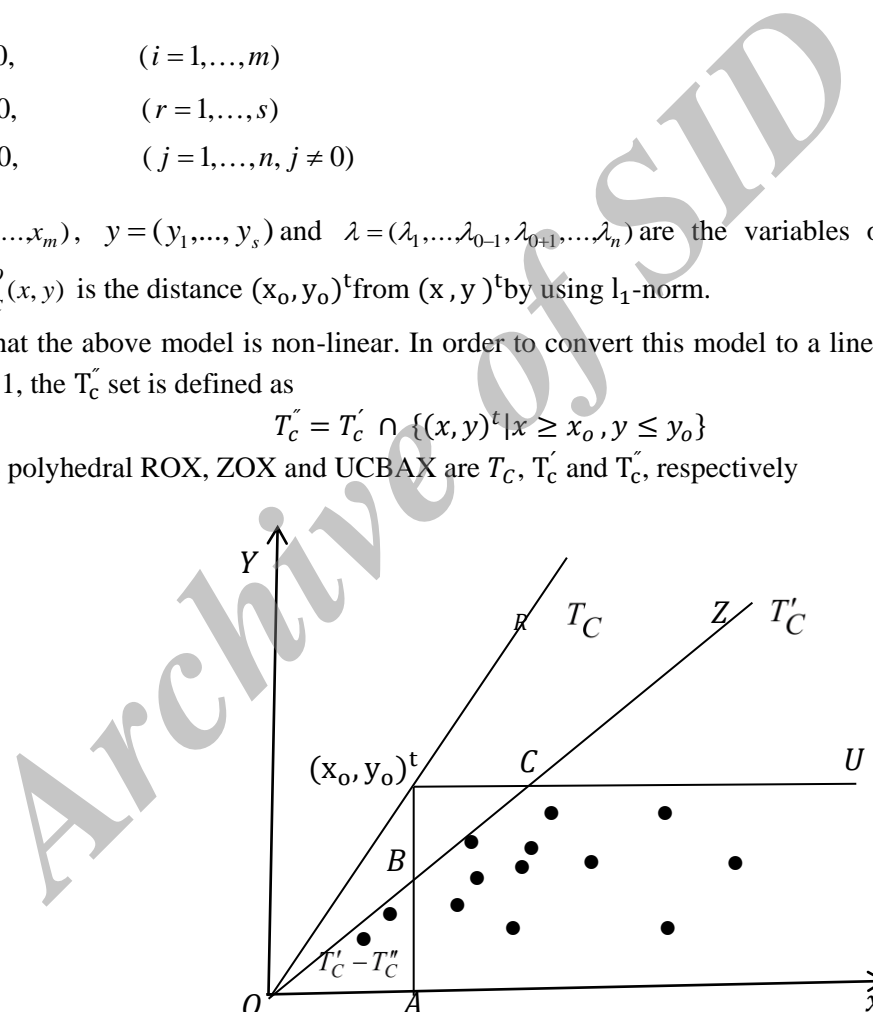 0, (i = 1,…,m)
0, (r = 1,…,s)
0, (j = 1,…,n, j ≠ 0)
...,x_m), y = (y_1,..., y_s) and λ = (λ_1,...λ_{0–1},λ_{0+1},...,λ_n) are the variables o
(x, y) is the distance (x_o, y_o)^t from (x , y )^t by using l_1-norm.
hat the above model is non-linear. In order to convert this model to a line
1, the T_c^″ set is defined as
T_c^″ = T_c^′ ∩ {(x, y)^t|x ≥ x_o , y ≤ y_o}
polyhedral ROX, ZOX and UCBAX are T_C, T_c^′ and T_c^″, respectively
Y
R T_C Z T′_C
(x_o, y_o)^t C U
B
T′_C – T″_C
O A x
Archive of SID